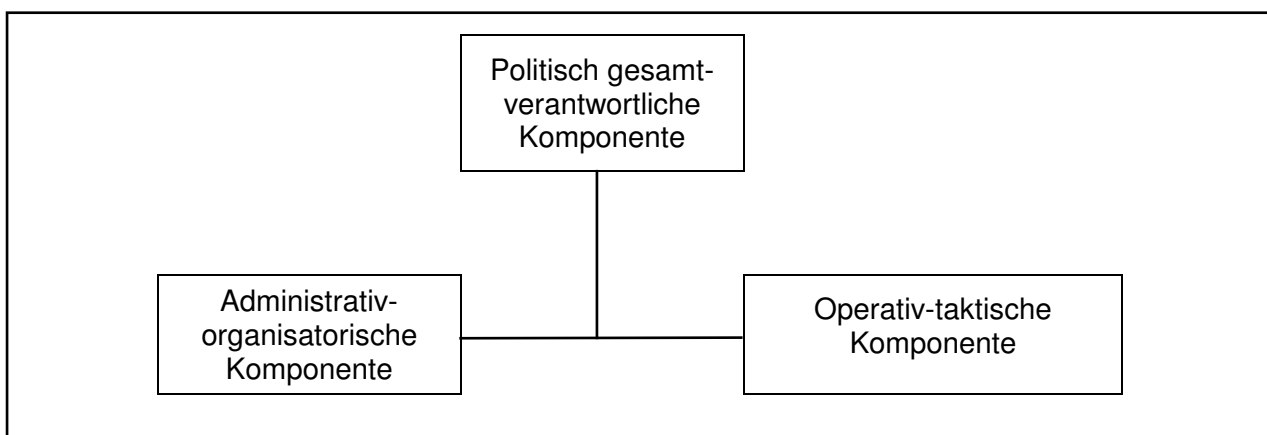 Politisch gesamt-
verantwortliche
Komponente
Administrativ-
organisatorische
Komponente
Operativ-taktische
Komponente